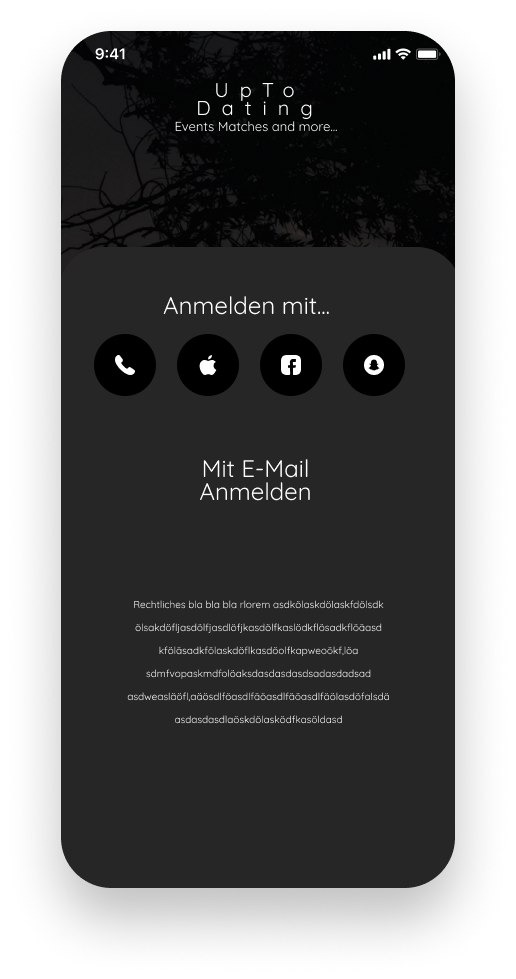 9:41
UpTo
Dating
Events Matches and more...
Anmelden mit...
Mit E-Mail
Anmelden
Rechtliches bla bla bla rlorem asdkölaskdölaskfdölsdk
ölsakdöfljasdölfjasdlöfjkasdölfkaslödkflösadkflöäasd
kföläsadkfölaskdöflkasdöolfkapweoökf,löa
sdmfvopaskmdfolöaksdasdasdasdsadasdadsad
asdweasläöfl,aäösdlföasdlfäöasdlfäöasdlfäölasdöfalsdä
asdasdasdlaöskdölasködfkasöldasd